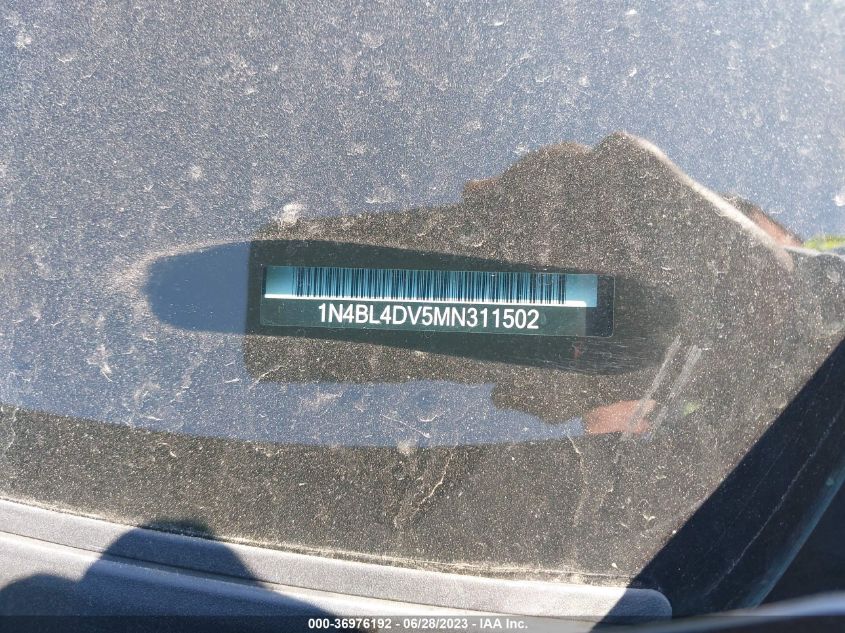 1N4BL4DV5MN311502
000-36976192 - 06/28/2023 - IAA Inc.